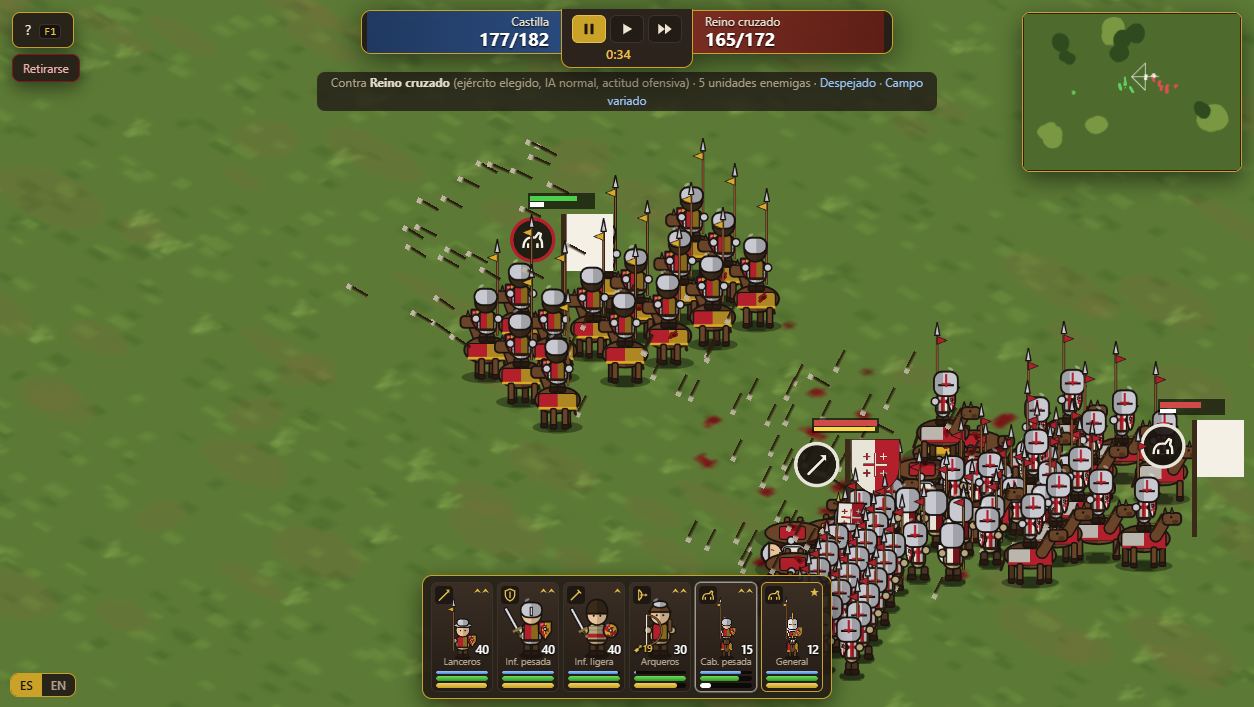 ? F1
Retirarse
Castilla
177/182
0:34
Reino cruzado
165/172
Contra Reino cruzado (ejército elegido, IA normal, actitud ofensiva) · 5 unidades enemigas · Despejado · Campo
variado
40
Lanceros
40
Inf. pesada
40
Inf. ligera
19
30
Arqueros
15
Cab. pesada
12
General
ES EN